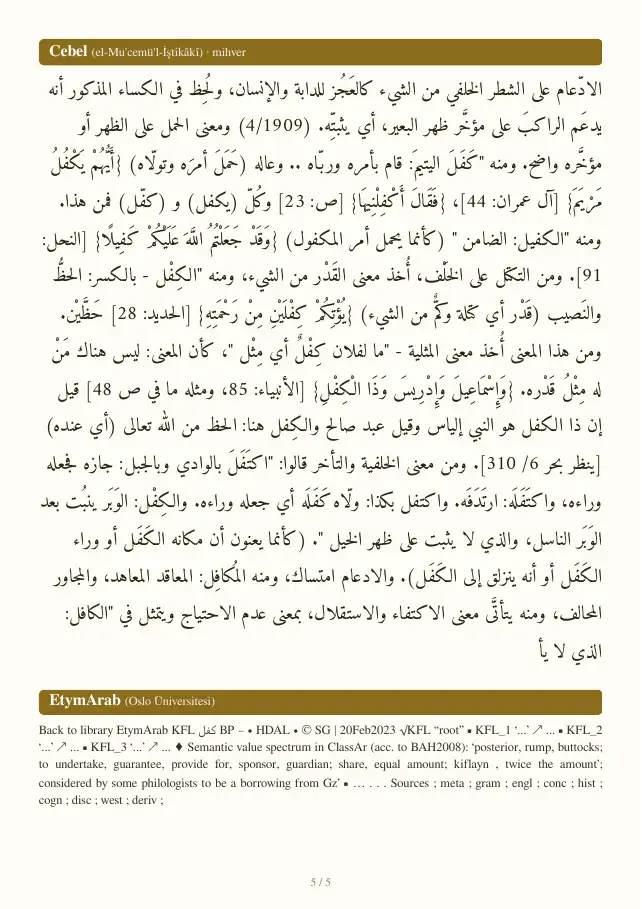 Cebel (el-Mu'cemü'l-İştikâkî) · mihver
الادّعام على الشطر الخلفي من الشيء كالعَجُز للدابة والإنسان، ولُحِظ في الكساء المذكور أنه
يدعَم الراكبَ على مؤخَّر ظهر البعير، أي يثبتِّه. (4/1909) ومعنى الحمل على الظهر أو
مؤخَّره واضح. ومنه "كَفَلَ اليتيمَ: قام بأمره وربّاه .. وعاله (حَمَلَ أمرَه وتولّاه) {أَيُّهُمْ يَكْفُلُ
مَرْيَمَ} [آل عمران: 44]، {فَقَالَ أَكْفِلْنِيهَا} [ص: 23] وكُلّ (يكفل) و (كفّل) فمن هذا.
ومنه "الكفيل: الضامن " (كأنما يحمل أمر المكفول) {وَقَدْ جَعَلْتُمُ اللَّهَ عَلَيْكُمْ كَفِيلًا} [النحل:
91]. ومن التكتل على الخَلْف، أُخذ معنى القَدْر من الشيء، ومنه "الكِفْل - بالكسر: الحظُّ
والنَصيب (قَدْر أي كتلة وكمٌّ من الشيء) {يُؤْتِكُمْ كِفْلَيْنِ مِنْ رَحْمَتِهِ} [الحديد: 28] حَظَّيْن.
ومن هذا المعنى أُخذ معنى المثلية - "ما لفلان كِفْلٌ أي مِثْل "، كأن المعنى: ليس هناك مَنْ
له مِثْلُ قَدْره. {وَإِسْمَاعِيلَ وَإِدْرِيسَ وَذَا الْكِفْلِ} [الأنبياء: 85، ومثله ما في ص 48] قيل
إن ذا الكفل هو النبي إلياس وقيل عبد صالح والكِفل هنا: الحظ من الله تعالى (أي عنده)
[ينظر بحر 6/ 310]. ومن معنى الخلفية والتأخر قالوا: "اكتَفَلَ بالوادي وبالجبل: جازه فجعله
وراءه، واكتَفَلَه: ارتَدَفَه. واكتفل بكذا: ولّاه كَفَلَه أي جعله وراءه. والكِفْل: الوَبَر ينبُت بعد
الوَبَر الناسل، والذي لا يثبت على ظهر الخيل ". (كأنما يعنون أن مكانه الكَفَل أو وراء
الكَفَل أو أنه ينزلق إلى الكَفَل). والادعام امتساك، ومنه المُكافِل: المعاقد المعاهد، والمجاور
المحالف، ومنه يتأتَّى معنى الاكتفاء والاستقلال، بمعنى عدم الاحتياج ويتمثل في "الكافل:
الذي لا يأ
EtymArab (Oslo Üniversitesi)
Back to library EtymArab KFL كفل BP – • HDAL • © SG | 20Feb2023 √KFL “root” ▪ KFL_1 ‘...’ ↗ ... ▪ KFL_2
‘...’ ↗ ... ▪ KFL_3 ‘...’ ↗ ... ♦ Semantic value spectrum in ClassAr (acc. to BAH2008): ‘posterior, rump, buttocks;
to undertake, guarantee, provide for, sponsor, guardian; share, equal amount; kiflayn , twice the amount’;
considered by some philologists to be a borrowing from Gz’ ▪ … . . . Sources ; meta ; gram ; engl ; conc ; hist ;
cogn ; disc ; west ; deriv ;
5 / 5